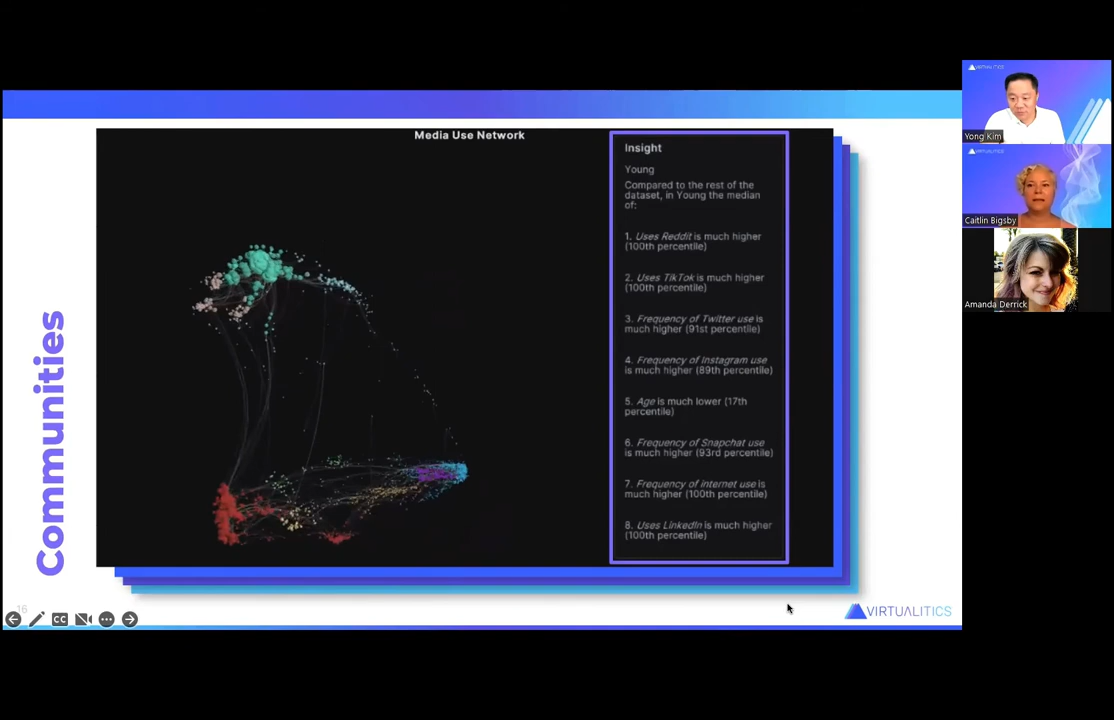 Media Use Network
Insight
Young
Compared to the rest of the
dataset, in Young the median
of:
1. Uses Reddit is much higher
(100th percentile)
2. Uses TikTok is much higher
(100th percentile)
3. Frequency of Twitter use is
much higher (91st percentile)
4. Frequency of Instagram use
is much higher (89th percentile)
5. Age is much lower (17th
percentile)
6. Frequency of Snapchat use
is much higher (93rd percentile)
7. Frequency of internet use is
much higher (100th percentile)
8. Uses LinkedIn is much higher
(100th percentile)
Communities
16
CC
VIRTUALITICS
VIRTUALITICS
Yong Kim
VIRTUALITICS
Caitlin Bigsby
Amanda Derrick